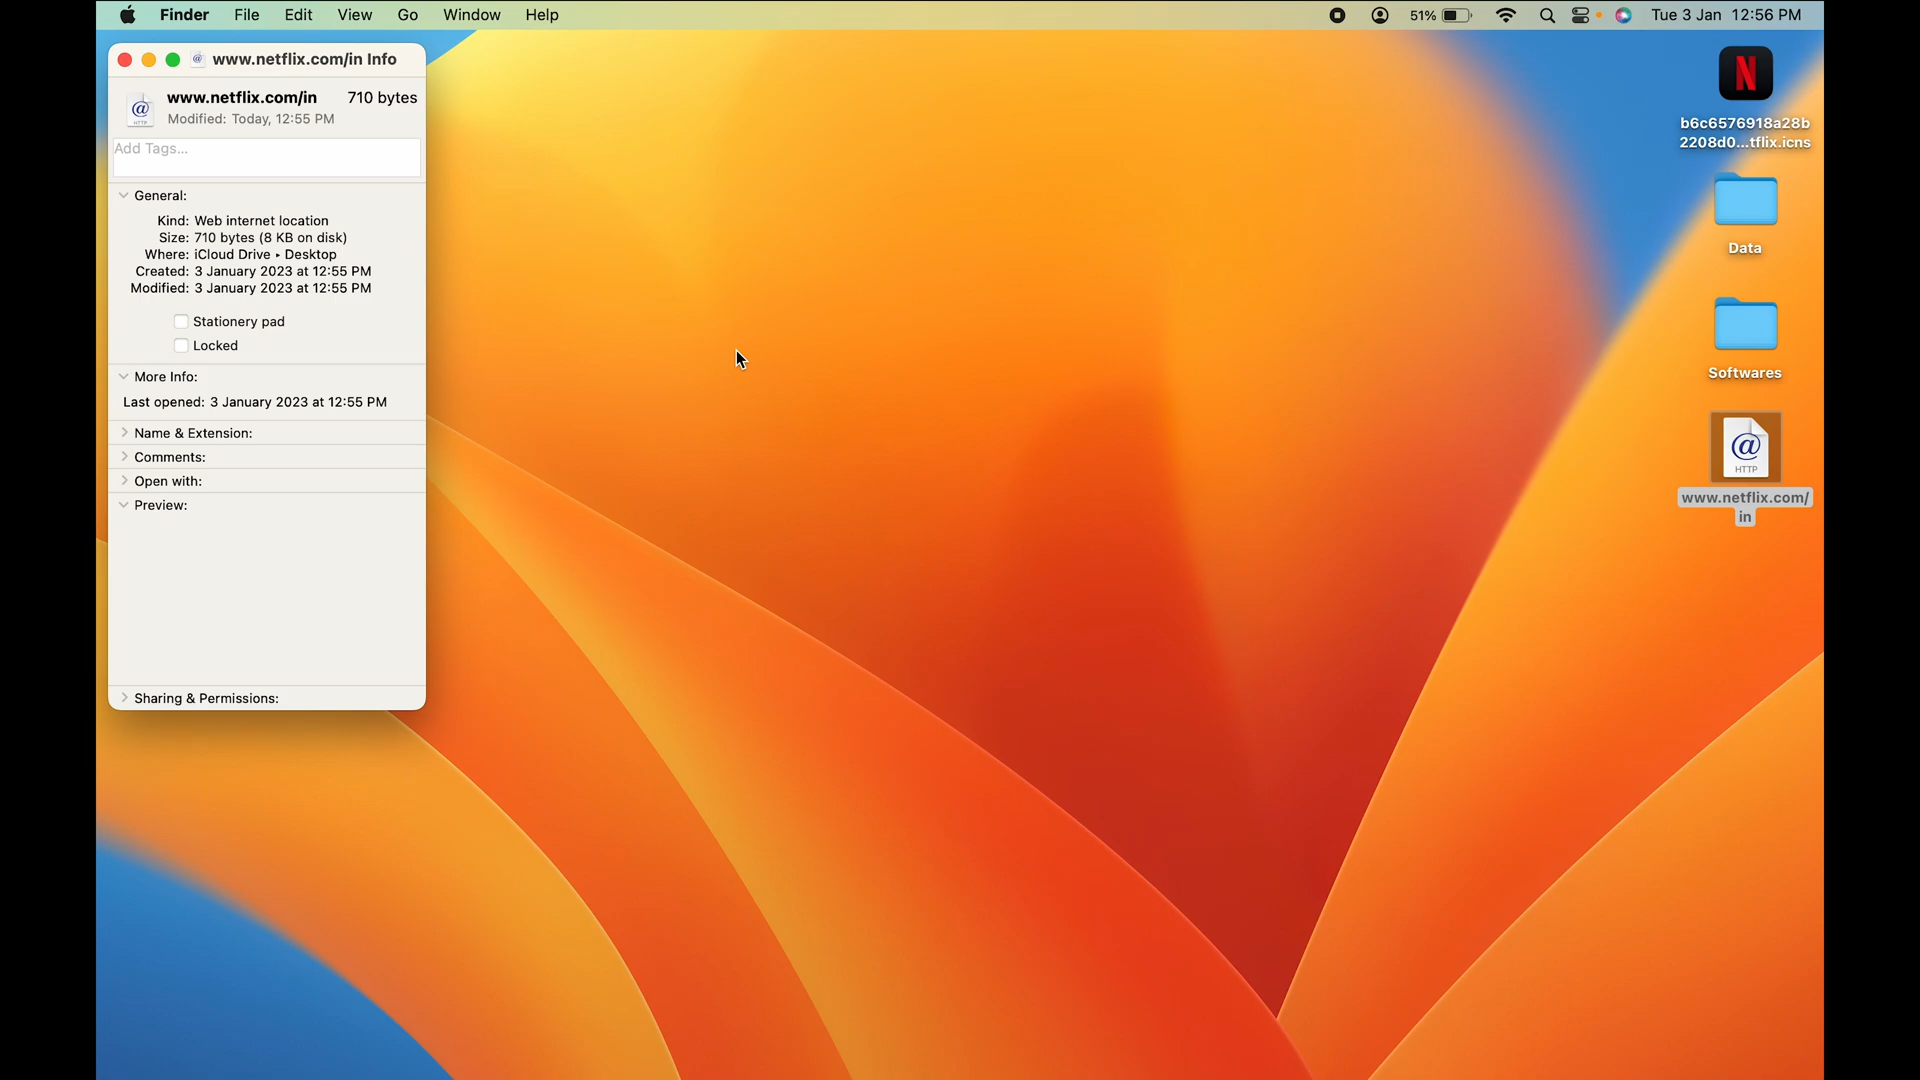 Finder File Edit View Go Window Help 51% Tue 3 Jan 12:56 PM
@ www.netflix.com/in Info
@ HTTP
www.netflix.com/in 710 bytes
Modified: Today, 12:55 PM
Add Tags...
General:
Kind: Web internet location
Size: 710 bytes (8 KB on disk)
Where: iCloud Drive ▸ Desktop
Created: 3 January 2023 at 12:55 PM
Modified: 3 January 2023 at 12:55 PM
Stationery pad
Locked
More Info:
Last opened: 3 January 2023 at 12:55 PM
Name & Extension:
Comments:
Open with:
Preview:
Sharing & Permissions:
N
b6c6576918a28b
2208d0...tflix.icns
Data
Softwares
@
HTTP
www.netflix.com/
in